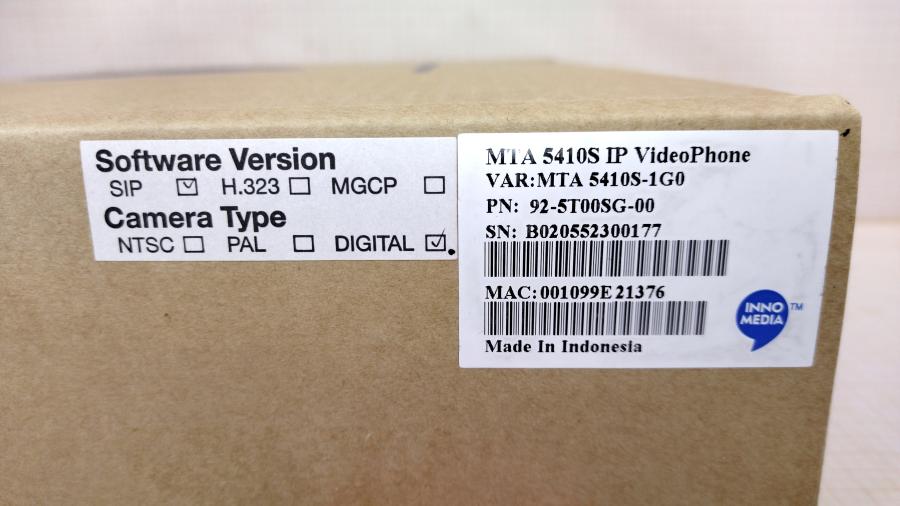 Software Version
SIP ☑ H.323 ☐ MGCP ☐
Camera Type
NTSC ☐ PAL ☐ DIGITAL ☑
MTA 5410S IP VideoPhone
VAR:MTA 5410S-1G0
PN: 92-5T00SG-00
SN: B020552300177
MAC:001099E21376
INNO
MEDIA TM
Made In Indonesia